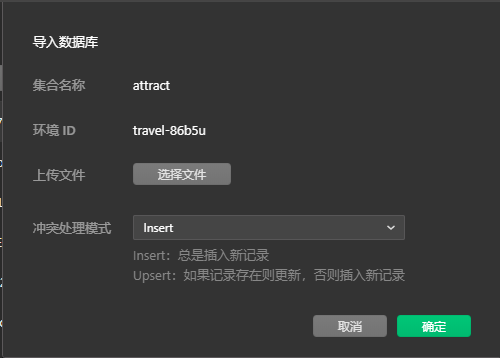 导入数据库
集合名称 attract
环境 ID travel-86b5u
上传文件 选择文件
冲突处理模式 Insert
Insert：总是插入新记录
Upsert：如果记录存在则更新，否则插入新记录
取消 确定